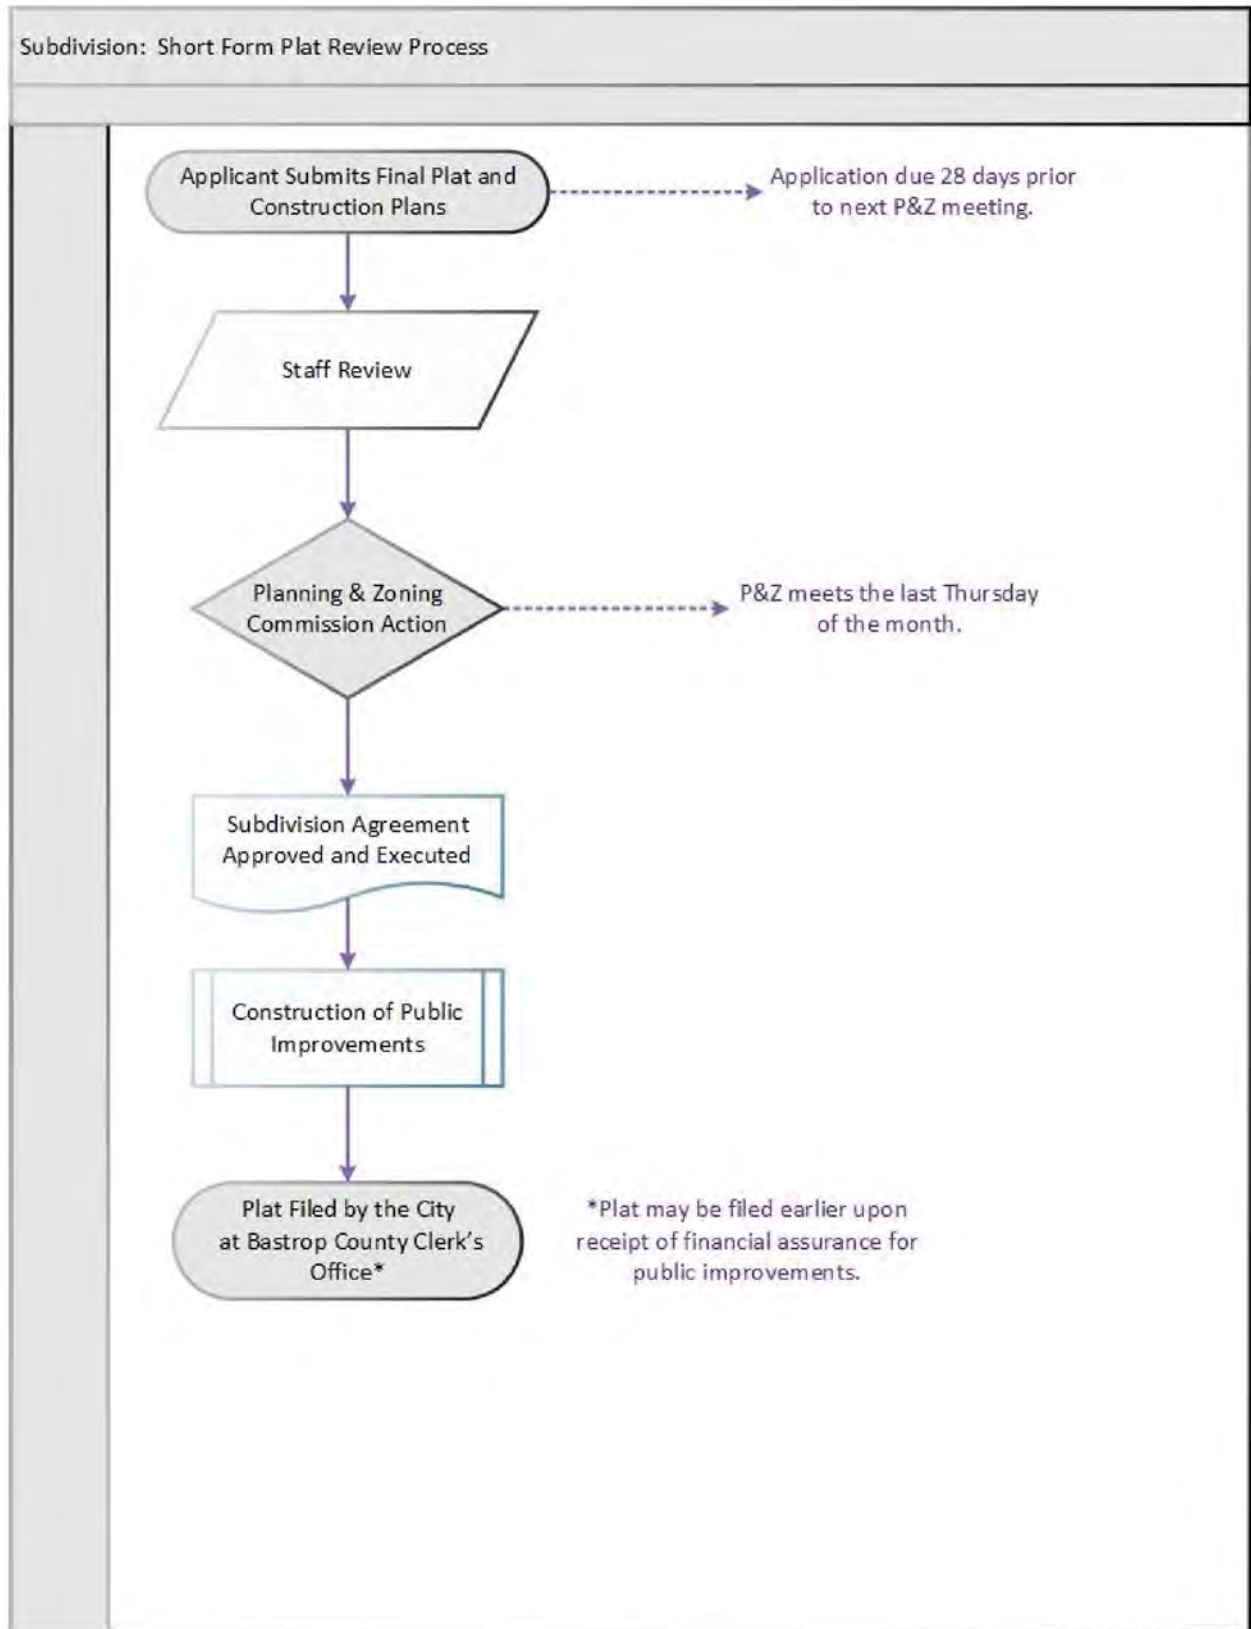 Subdivision: Short Form Plat Review Process
Applicant Submits Final Plat and
Construction Plans
Application due 28 days prior
to next P&Z meeting.
Staff Review
Planning & Zoning
Commission Action
P&Z meets the last Thursday
of the month.
Subdivision Agreement
Approved and Executed
Construction of Public
Improvements
Plat Filed by the City
at Bastrop County Clerk's
Office*
*Plat may be filed earlier upon
receipt of financial assurance for
public improvements.